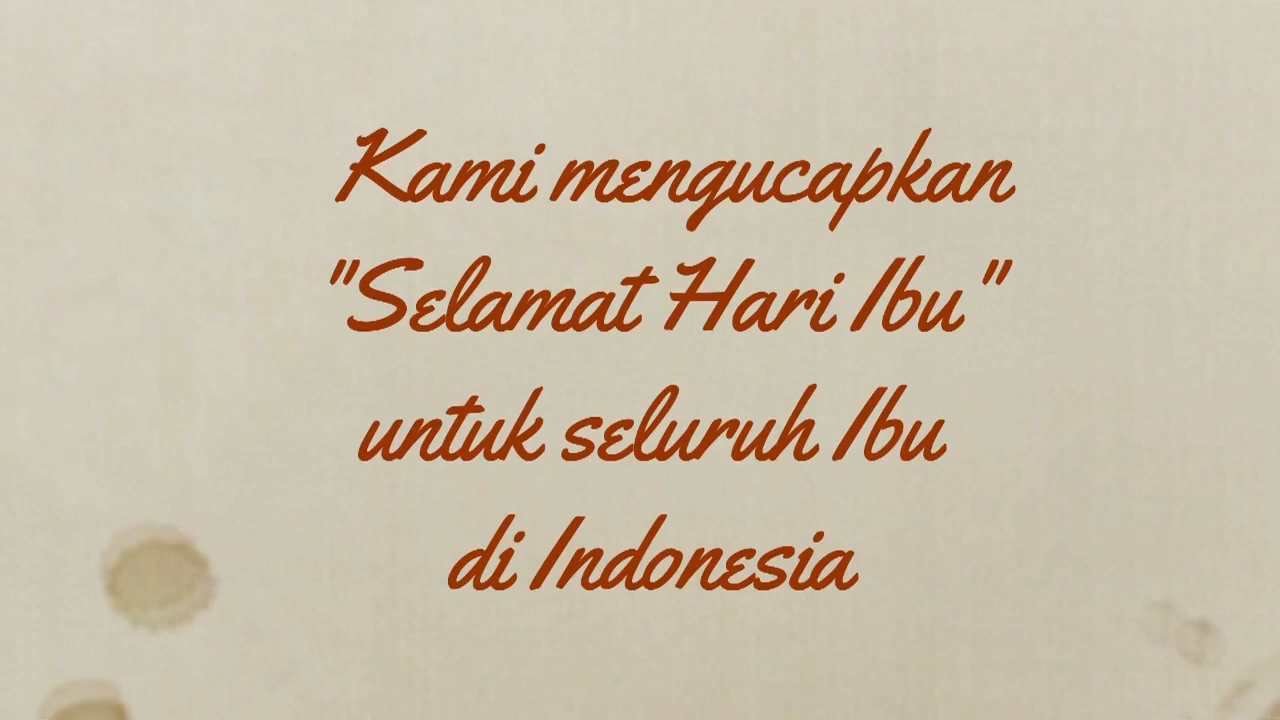 Kami mengucapkan
"Selamat Hari Ibu"
untuk seluruh Ibu
di Indonesia